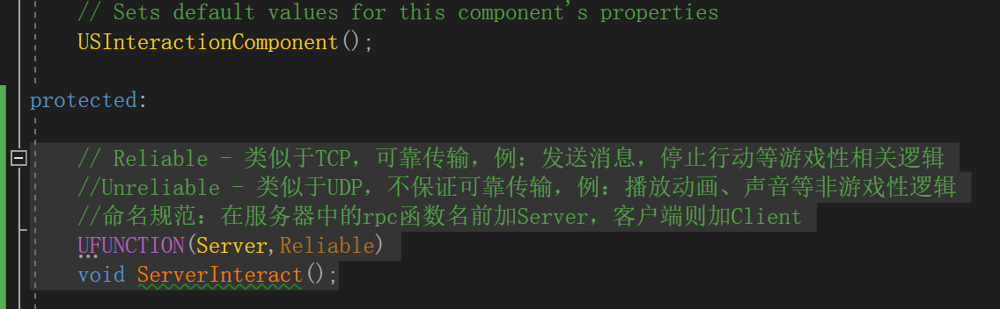 // Sets default values for this component's properties
USInteractionComponent();
protected:
// Reliable - 类似于TCP，可靠传输，例：发送消息，停止行动等游戏性相关逻辑
//Unreliable - 类似于UDP，不保证可靠传输，例：播放动画、声音等非游戏性逻辑
//命名规范：在服务器中的rpc函数名前加Server，客户端则加Client
UFUNCTION(Server,Reliable)
void ServerInteract();